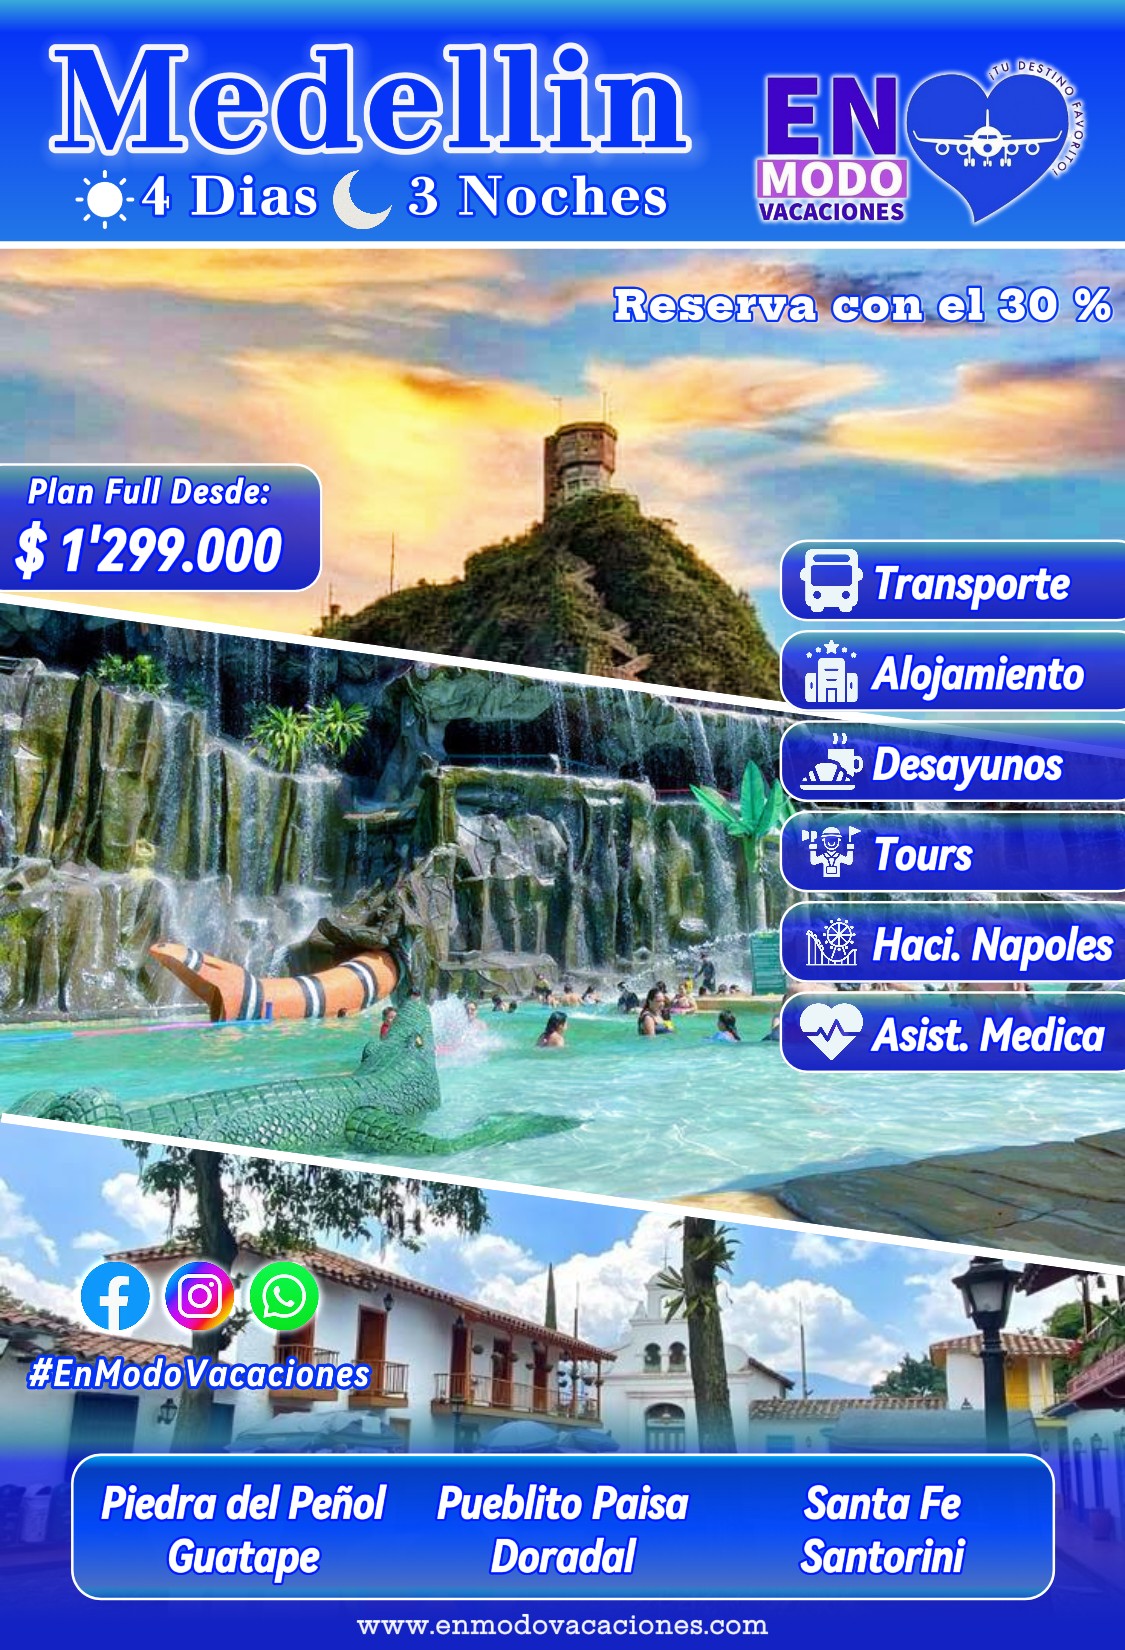 Medellin
4 Dias 3 Noches
EN
MODO
VACACIONES
¡TU DESTINO FAVORITO!
Reserva con el 30 %
Plan Full Desde:
$ 1'299.000
Transporte
Alojamiento
Desayunos
Tours
Haci. Napoles
Asist. Medica
#EnModoVacaciones
Piedra del Peñol Pueblito Paisa Santa Fe
Guatape Doradal Santorini
www.enmodovacaciones.com